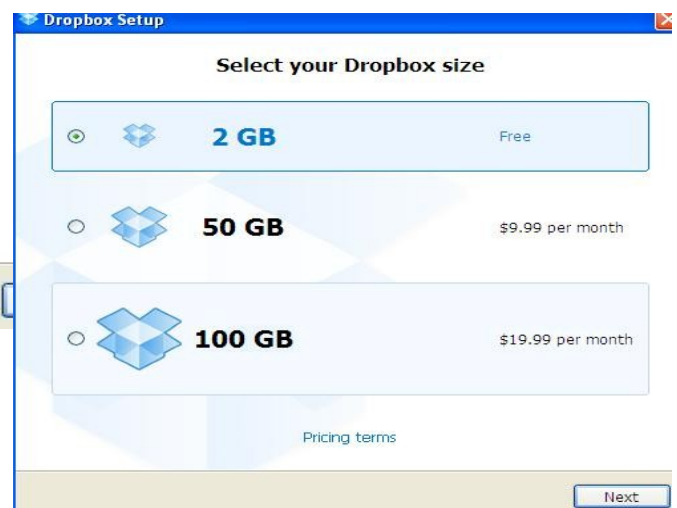 Dropbox Setup
Select your Dropbox size
2 GB Free
50 GB $9.99 per month
100 GB $19.99 per month
Pricing terms
Next